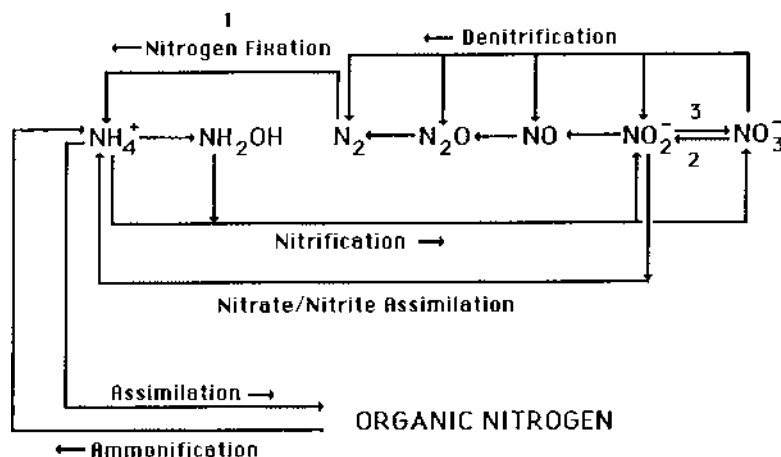 1
← Nitrogen Fixation
← Denitrification
NH₄⁺ → NH₂OH N₂ ← N₂O ← NO ← NO₂⁻ 3 2 NO₃⁻
Nitrification →
Nitrate/Nitrite Assimilation
Assimilation →
ORGANIC NITROGEN
← Ammonification